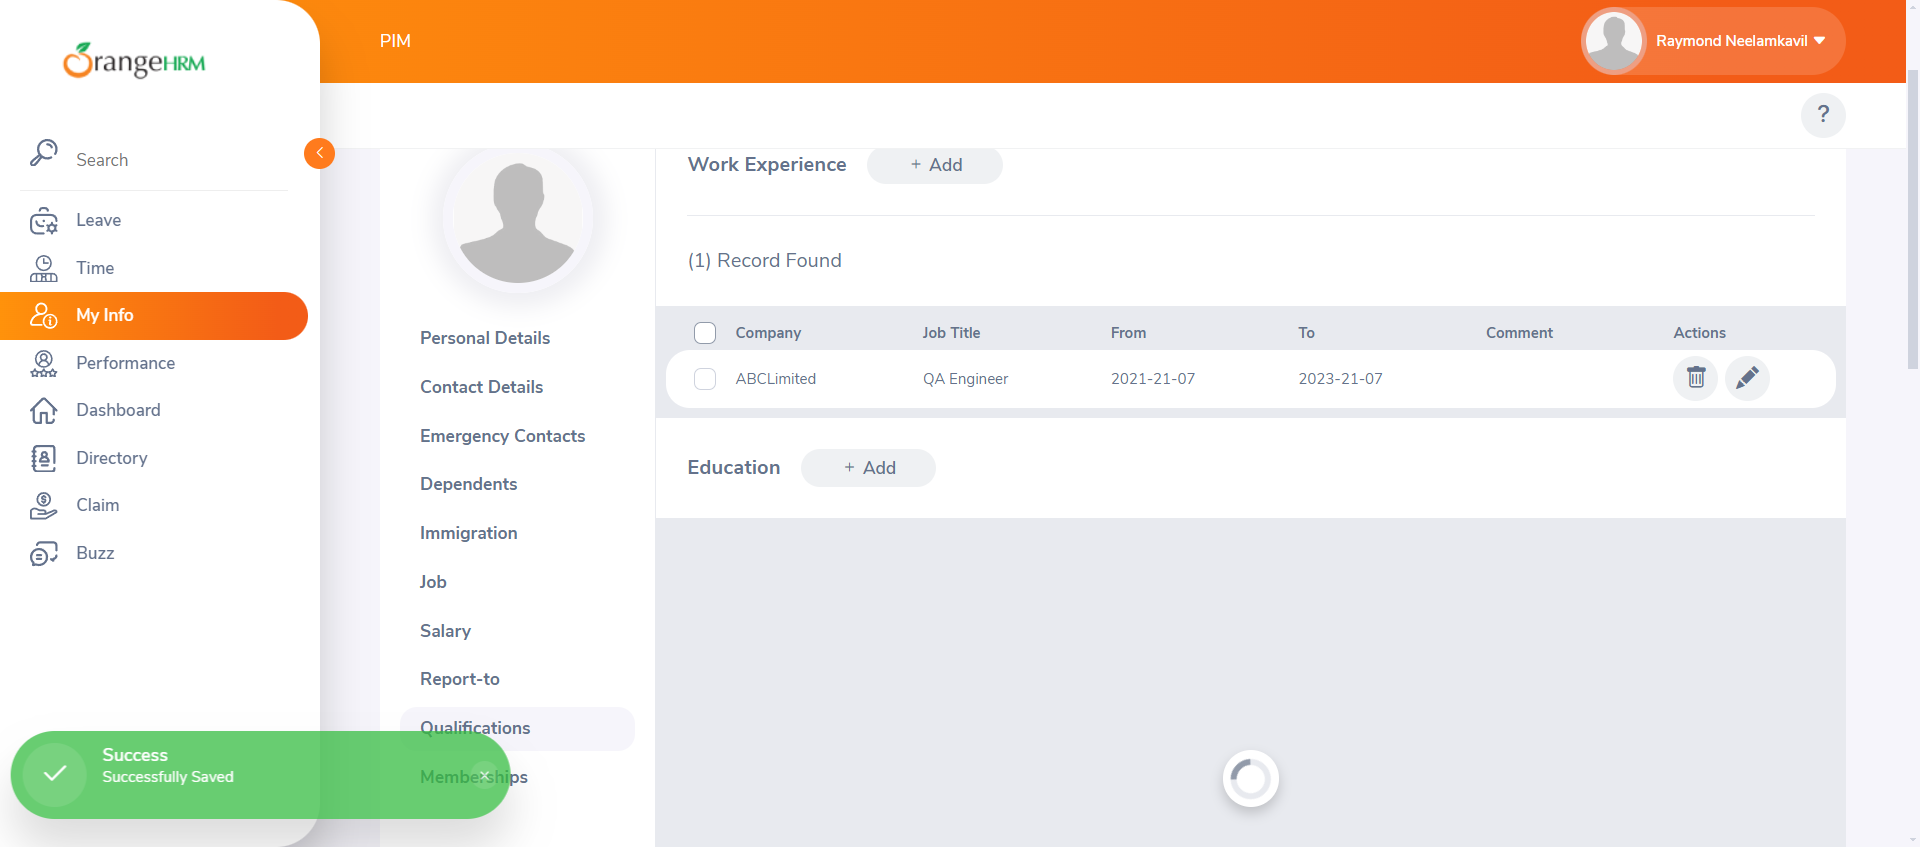 OrangeHRM
PIM
Raymond Neelamkavil
?
Search
Leave
Time
My Info
Performance
Dashboard
Directory
Claim
Buzz
Personal Details
Contact Details
Emergency Contacts
Dependents
Immigration
Job
Salary
Report-to
Qualifications
Memberships
Work Experience + Add
(1) Record Found
Company Job Title From To Comment Actions
ABCLimited QA Engineer 2021-21-07 2023-21-07
Education + Add
Success
Successfully Saved